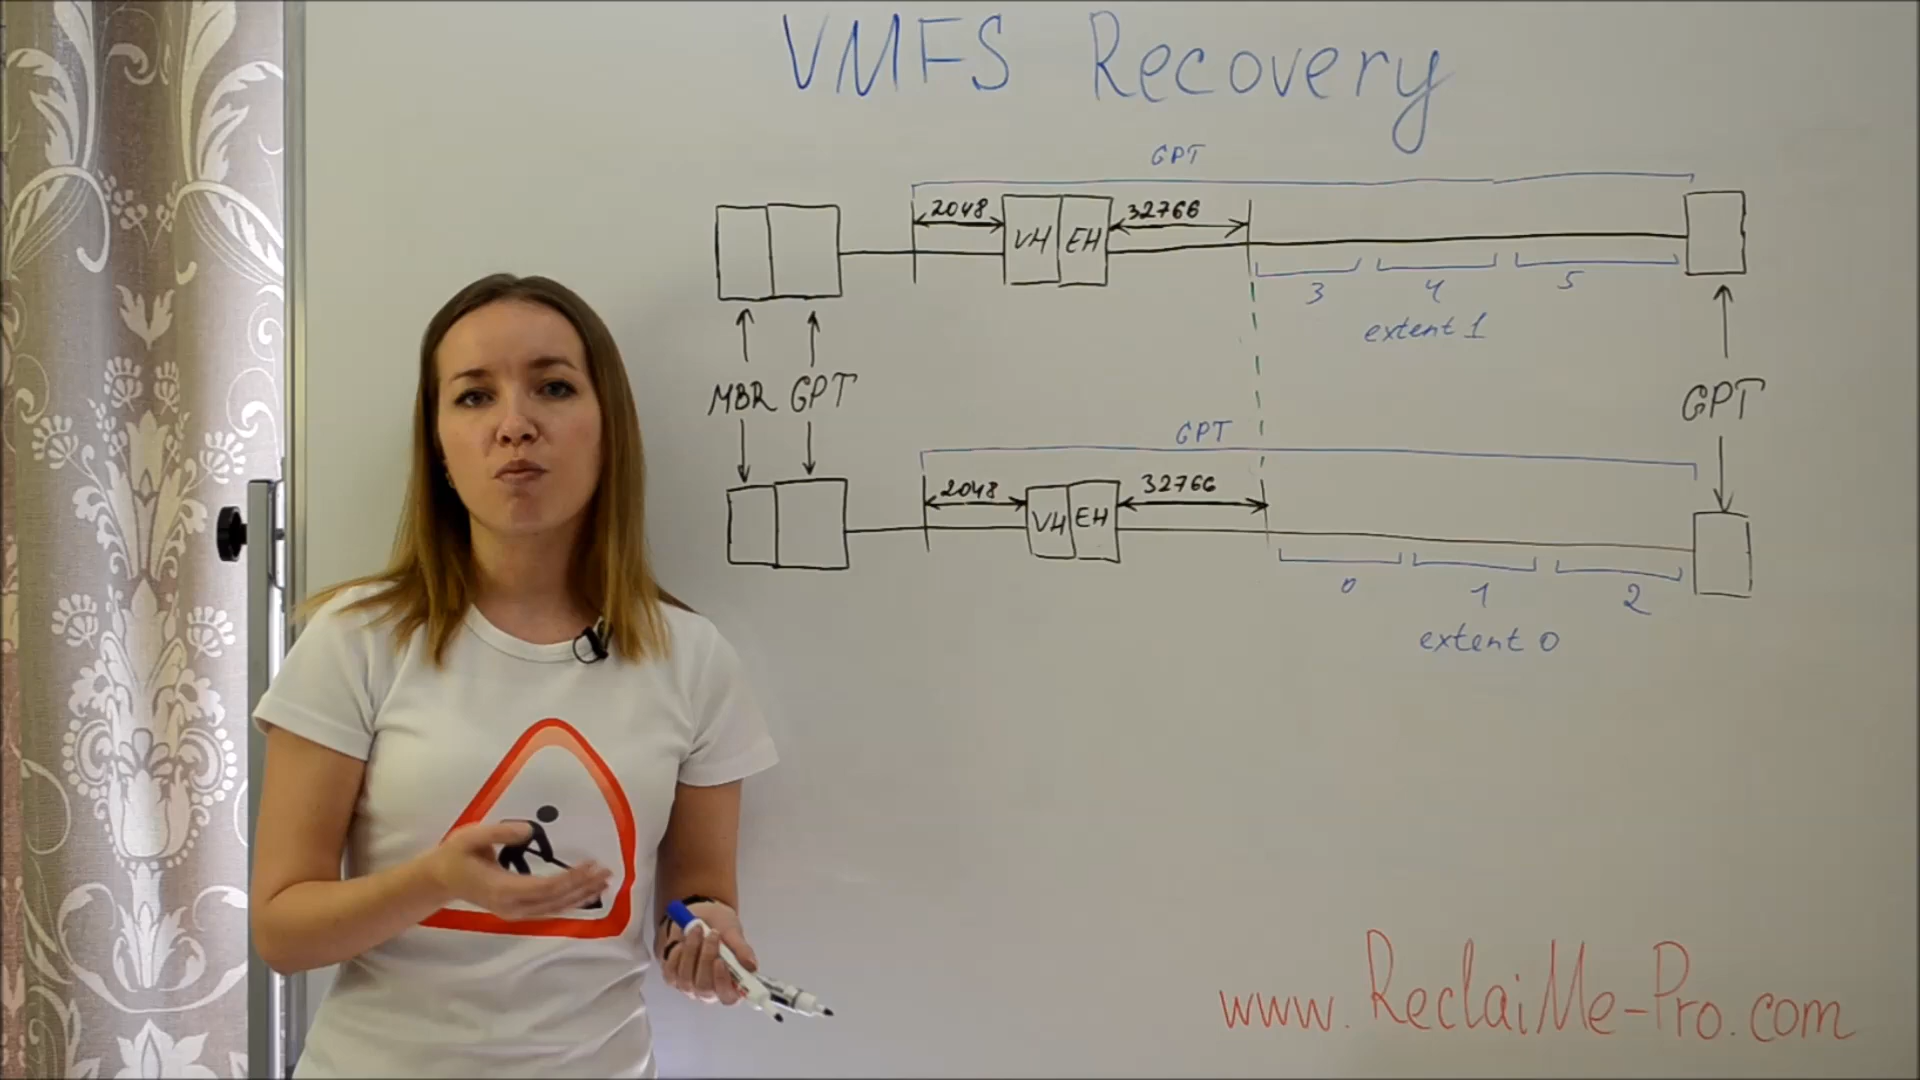 VMFS Recovery
GPT
2048 VH EH 32766
3 4 5
extent 1
MBR GPT
GPT
GPT
2048 VH EH 32766
0 1 2
extent 0
www.ReclaiMe-Pro.com